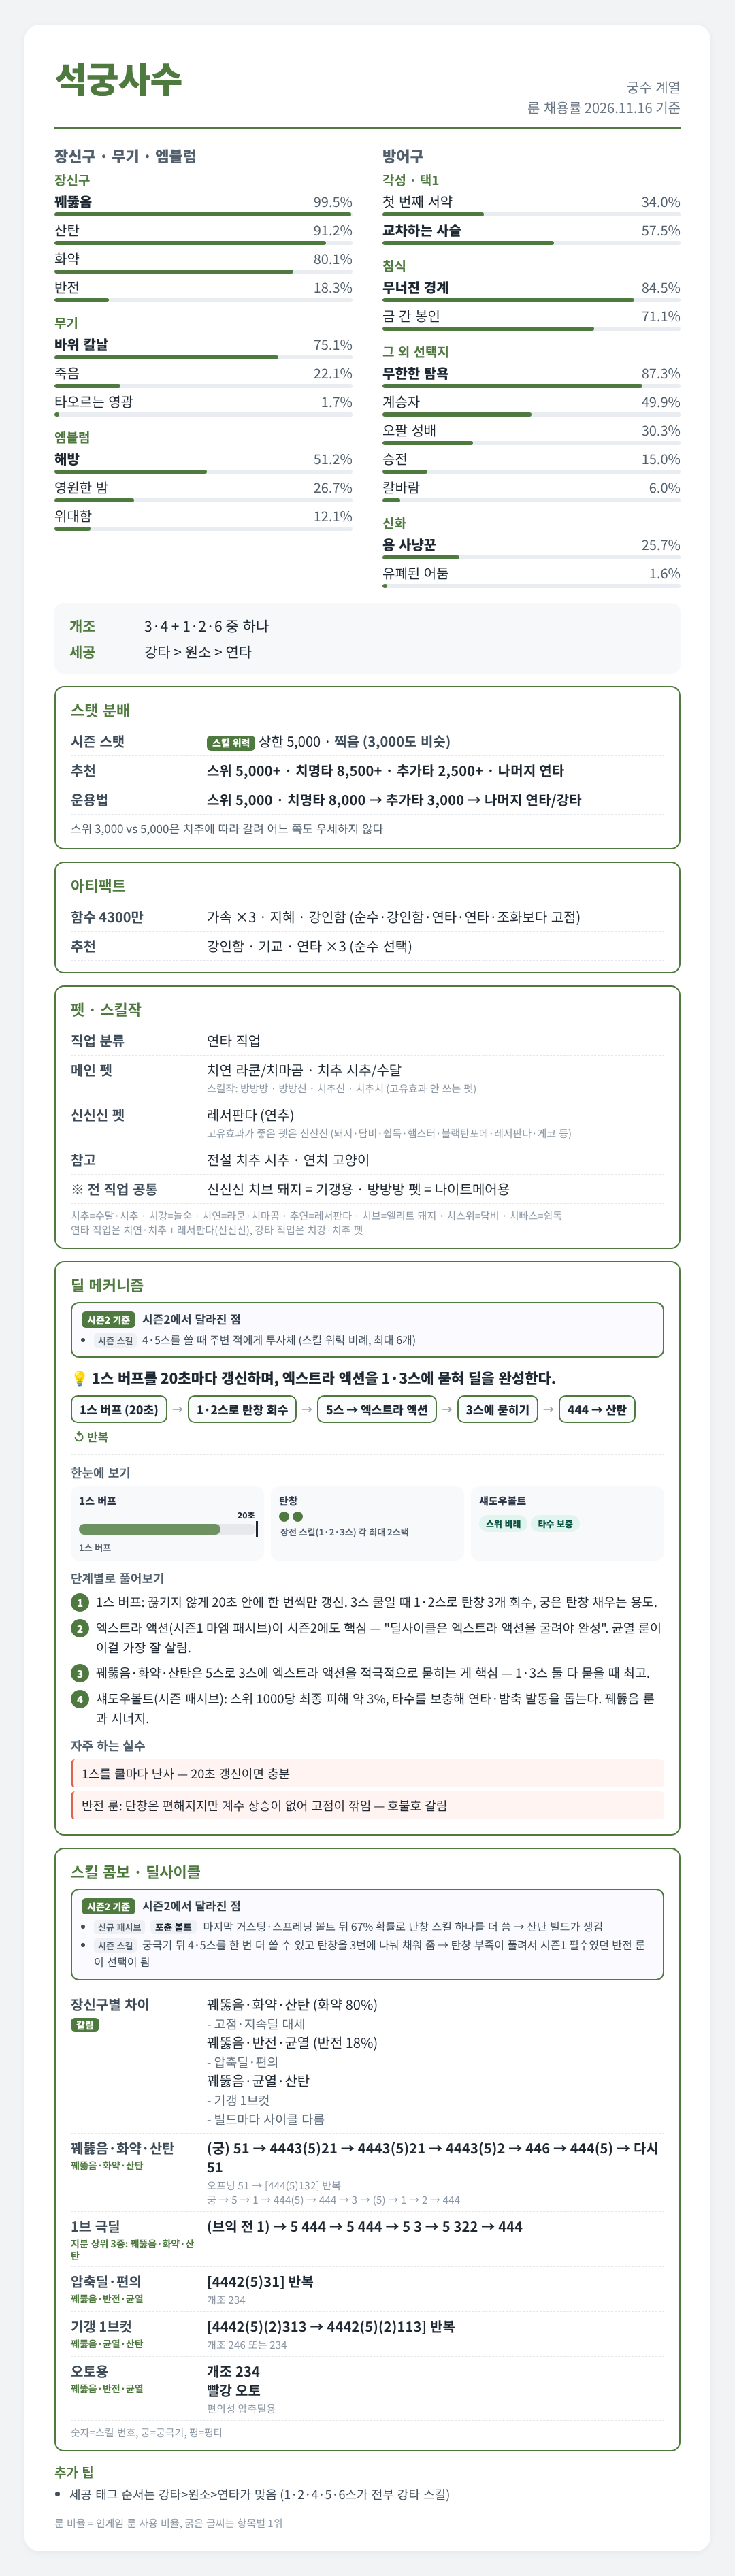 석궁사수
궁수 계열
룬 채용률 2026.11.16 기준
장신구 · 무기 · 엠블럼
장신구
꿰뚫음 99.5%
산탄 91.2%
화약 80.1%
반전 18.3%
무기
바위 칼날 75.1%
죽음 22.1%
타오르는 영광 1.7%
엠블럼
해방 51.2%
영원한 밤 26.7%
위대함 12.1%
방어구
각성 · 택1
첫 번째 서약 34.0%
교차하는 사슬 57.5%
침식
무너진 경계 84.5%
금 간 봉인 71.1%
그 외 선택지
무한한 탐욕 87.3%
계승자 49.9%
오팔 성배 30.3%
승전 15.0%
칼바람 6.0%
신화
용 사냥꾼 25.7%
유폐된 어둠 1.6%
개조 3·4 + 1·2·6 중 하나
세공 강타 > 원소 > 연타
스탯 분배
시즌 스탯 스킬 위력 상한 5,000 · 찍음 (3,000도 비슷)
추천 스위 5,000+ · 치명타 8,500+ · 추가타 2,500+ · 나머지 연타
운용법 스위 5,000 · 치명타 8,000 → 추가타 3,000 → 나머지 연타/강타
스위 3,000 vs 5,000은 치추에 따라 갈려 어느 쪽도 우세하지 않다
아티팩트
함수 4300만 가속 ×3 · 지혜 · 강인함 (순수·강인함·연타·연타·조화보다 고점)
추천 강인함 · 기교 · 연타 ×3 (순수 선택)
펫 · 스킬작
직업 분류 연타 직업
메인 펫 치연 라쿤/치마곰 · 치추 시추/수달
스킬작: 방방방 · 방방신 · 치추신 · 치추치 (고유효과 안 쓰는 펫)
신신신 펫 레서판다 (연추)
고유효과가 좋은 펫은 신신신 (돼지·담비·쉽독·햄스터·블랙탄포메·레서판다·게코 등)
참고 전설 치추 시추 · 연치 고양이
※ 전 직업 공통 신신신 치브 돼지 = 기갱용 · 방방방 펫 = 나이트메어용
치추=수달·시추 · 치강=놀숲 · 치연=라쿤·치마곰 · 추연=레서판다 · 치브=엘리트 돼지 · 치스위=담비 · 치빠스=쉽독
연타 직업은 치연·치추 + 레서판다(신신신), 강타 직업은 치강·치추 펫
딜 메커니즘
시즌2 기준 시즌2에서 달라진 점
• 시즌 스킬 4·5스를 쓸 때 주변 적에게 투사체 (스킬 위력 비례, 최대 6개)
💡 1스 버프를 20초마다 갱신하며, 엑스트라 액션을 1·3스에 묻혀 딜을 완성한다.
1스 버프 (20초) → 1·2스로 탄창 회수 → 5스 → 엑스트라 액션 → 3스에 묻히기 → 444 → 산탄
↺ 반복
한눈에 보기
1스 버프
20초
1스 버프
탄창
장전 스킬(1·2·3스) 각 최대 2스택
섀도우볼트
스위 비례 타수 보충
단계별로 풀어보기
1 1스 버프: 끊기지 않게 20초 안에 한 번씩만 갱신. 3스 쿨일 때 1·2스로 탄창 3개 회수, 궁은 탄창 채우는 용도.
2 엑스트라 액션(시즌1 마엠 패시브)이 시즌2에도 핵심 — "딜사이클은 엑스트라 액션을 굴려야 완성". 균열 룬이
이걸 가장 잘 살림.
3 꿰뚫음·화약·산탄은 5스로 3스에 엑스트라 액션을 적극적으로 묻히는 게 핵심 — 1·3스 둘 다 묻을 때 최고.
4 섀도우볼트(시즌 패시브): 스위 1000당 최종 피해 약 3%, 타수를 보충해 연타·밤축 발동을 돕는다. 꿰뚫음 룬
과 시너지.
자주 하는 실수
1스를 쿨마다 난사 — 20초 갱신이면 충분
반전 룬: 탄창은 편해지지만 계수 상승이 없어 고점이 깎임 — 호불호 갈림
스킬 콤보 · 딜사이클
시즌2 기준 시즌2에서 달라진 점
• 신규 패시브 포츈 볼트 마지막 거스팅·스프레딩 볼트 뒤 67% 확률로 탄창 스킬 하나를 더 씀 → 산탄 빌드가 생김
• 시즌 스킬 궁극기 뒤 4·5스를 한 번 더 쓸 수 있고 탄창을 3번에 나눠 채워 줌 → 탄창 부족이 풀려서 시즌1 필수였던 반전 룬
이 선택이 됨
장신구별 차이 꿰뚫음·화약·산탄 (화약 80%)
갈림 - 고점·지속딜 대세
꿰뚫음·반전·균열 (반전 18%)
- 압축딜·편의
꿰뚫음·균열·산탄
- 기갱 1브컷
- 빌드마다 사이클 다름
꿰뚫음·화약·산탄 (궁) 51 → 4443(5)21 → 4443(5)21 → 4443(5)2 → 446 → 444(5) → 다시
꿰뚫음·화약·산탄 51
오프닝 51 → [444(5)132] 반복
궁 → 5 → 1 → 444(5) → 444 → 3 → (5) → 1 → 2 → 444
1브 극딜 (브익 전 1) → 5 444 → 5 444 → 5 3 → 5 322 → 444
지분 상위 3종: 꿰뚫음·화약·산
탄
압축딜·편의 [4442(5)31] 반복
꿰뚫음·반전·균열 개조 234
기갱 1브컷 [4442(5)(2)313 → 4442(5)(2)113] 반복
꿰뚫음·균열·산탄 개조 246 또는 234
오토용 개조 234
꿰뚫음·반전·균열 빨강 오토
편의성 압축딜용
숫자=스킬 번호, 궁=궁극기, 평=평타
추가 팁
• 세공 태그 순서는 강타>원소>연타가 맞음 (1·2·4·5·6스가 전부 강타 스킬)
룬 비율 = 인게임 룬 사용 비율, 굵은 글씨는 항목별 1위